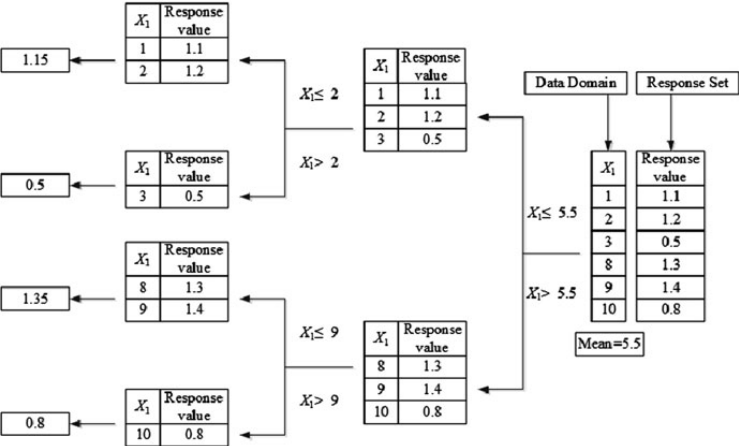 X₁ Response value
1 1.1
2 1.2
1.15
X₁ Response value
3 0.5
0.5
X₁≤ 2
X₁> 2
X₁ Response value
1 1.1
2 1.2
3 0.5
Data Domain
Response Set
X₁ Response value
1 1.1
2 1.2
3 0.5
8 1.3
9 1.4
10 0.8
Mean=5.5
X₁≤ 5.5
X₁> 5.5
X₁ Response value
8 1.3
9 1.4
1.35
X₁ Response value
10 0.8
0.8
X₁≤ 9
X₁> 9
X₁ Response value
8 1.3
9 1.4
10 0.8